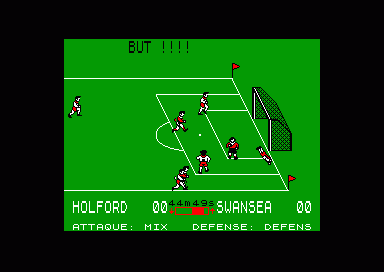 BUT !!!!
HOLFORD 00 44m49s SWANSEA 00
ATTAQUE: MIX DEFENSE: DEFENS